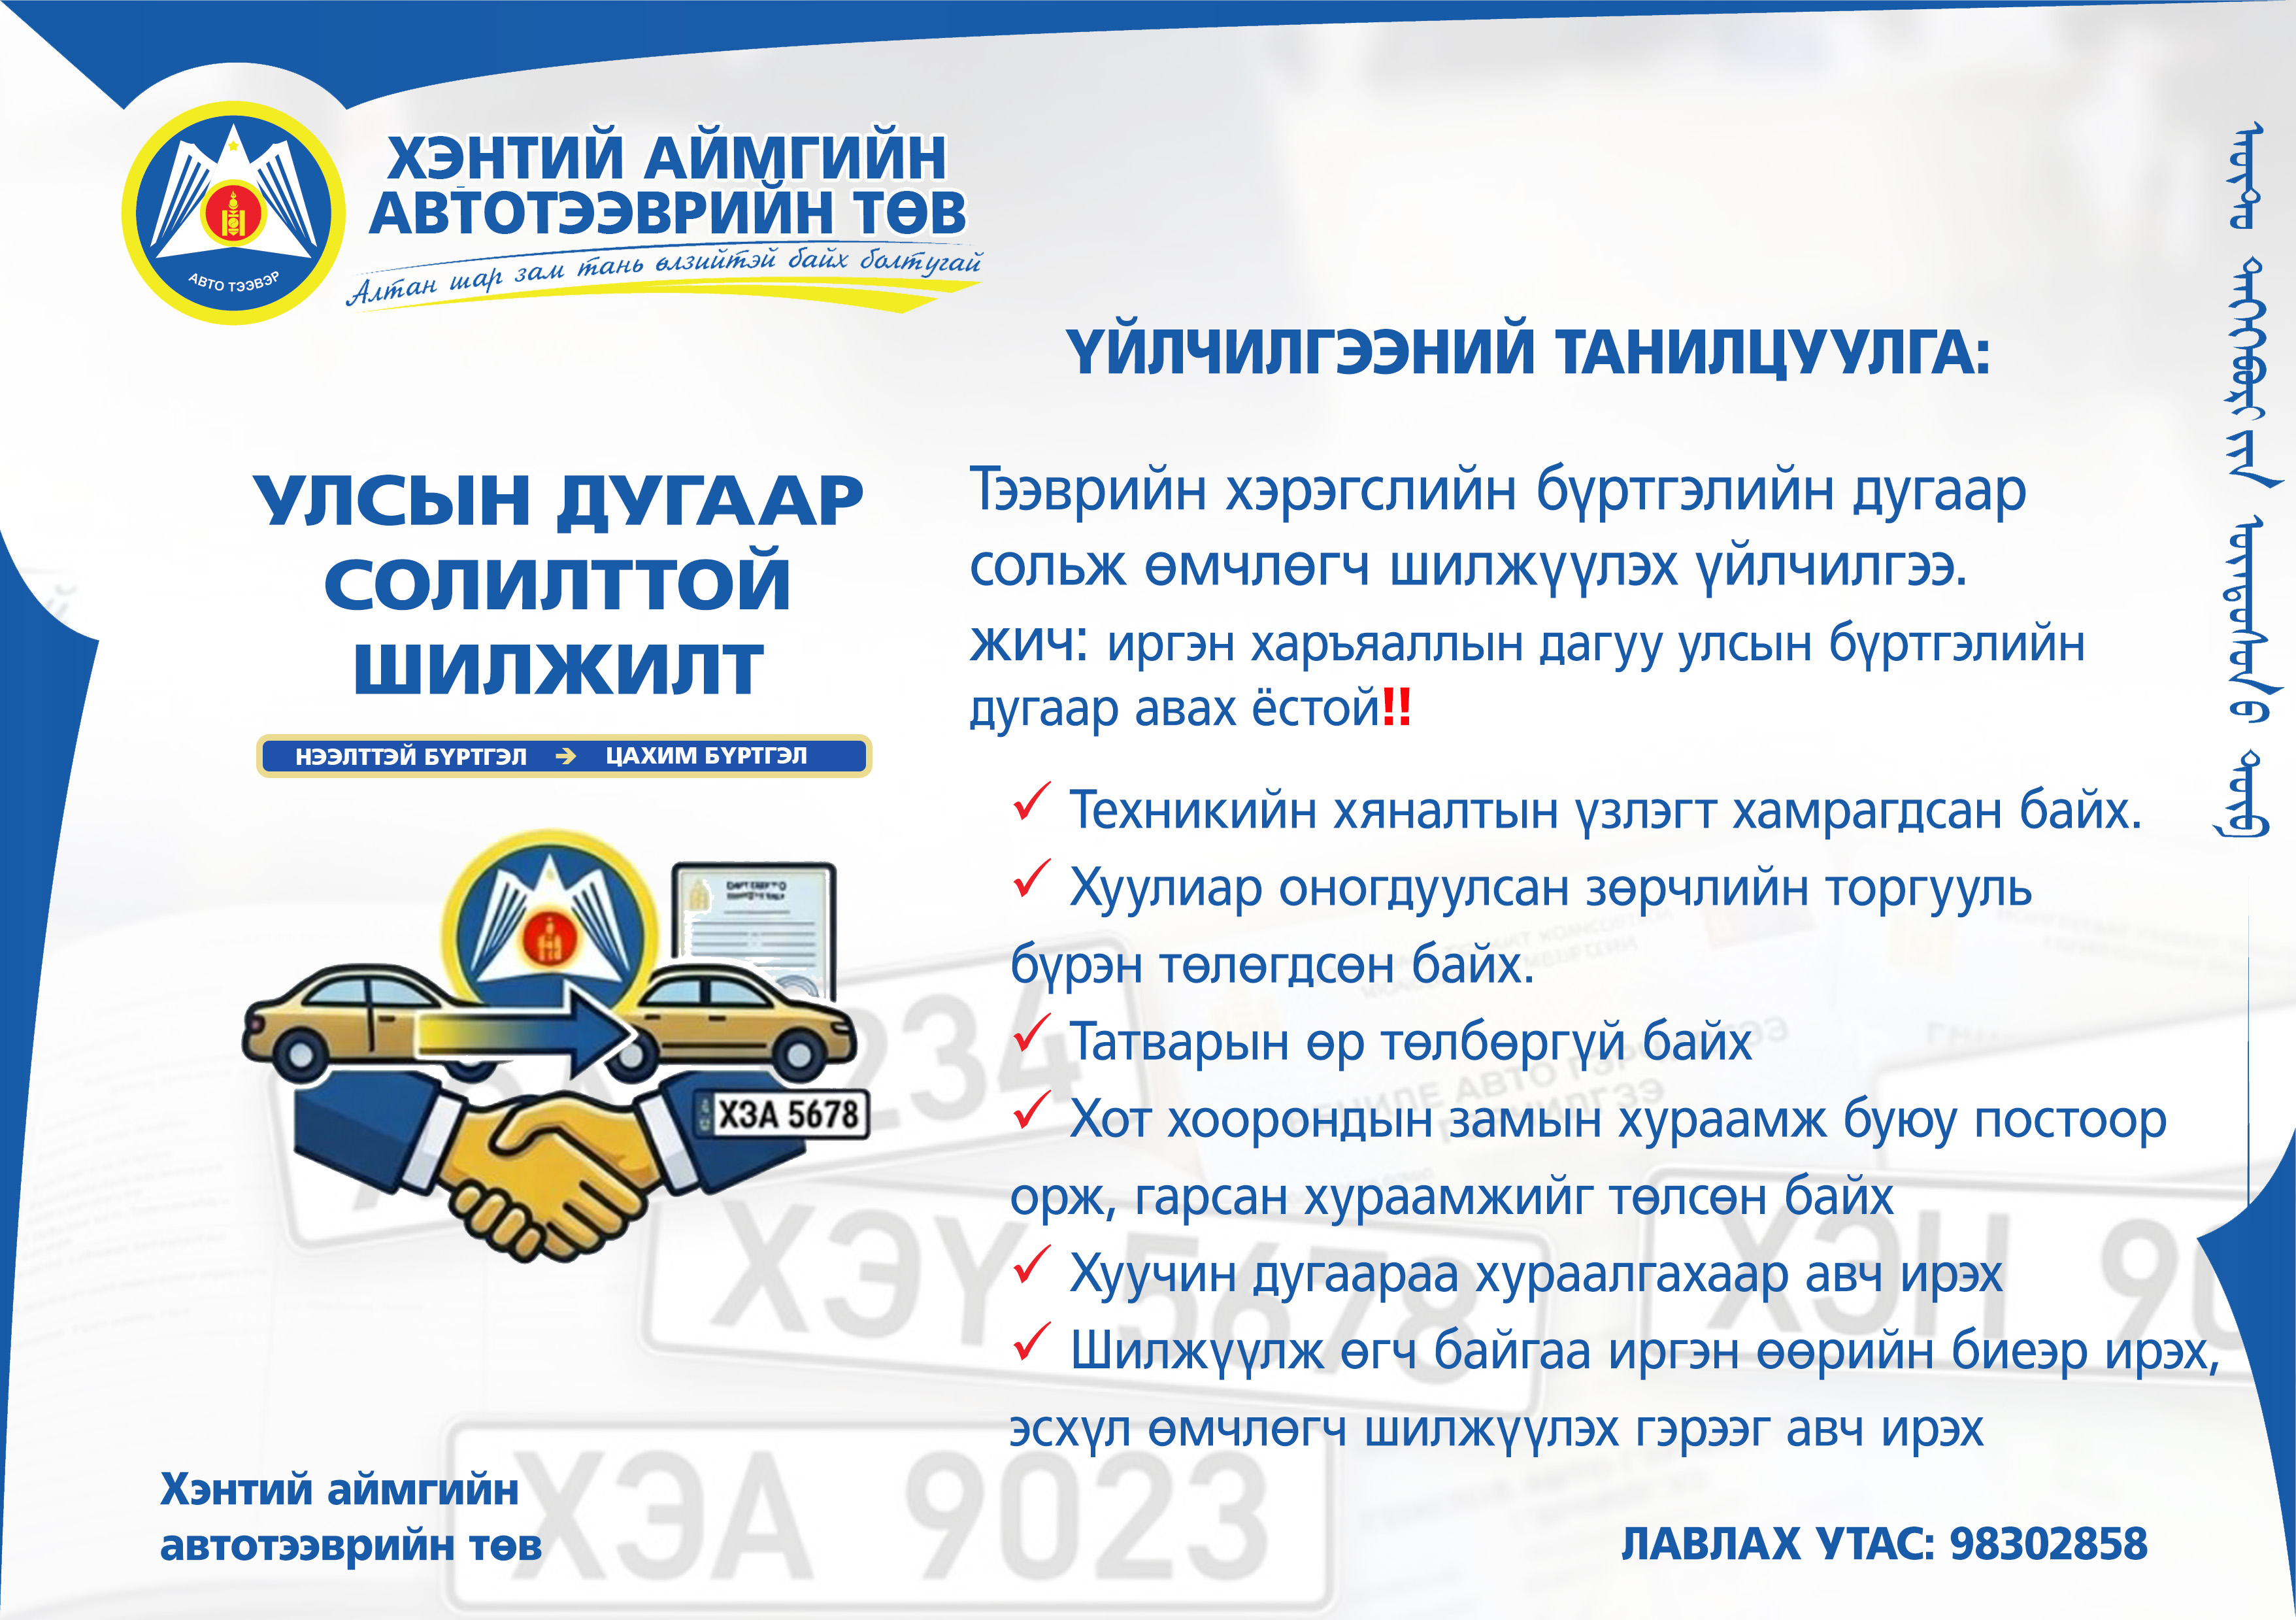 ХЭНТИЙ АЙМГИЙН
АВТОТЭЭВРИЙН ТӨВ
Алтан шар зам тань өлзийтэй байх болтугай
АВТО ТЭЭВЭР
УЛСЫН ДУГААР
СОЛИЛТТОЙ
ШИЛЖИЛТ
НЭЭЛТТЭЙ БҮРТГЭЛ → ЦАХИМ БҮРТГЭЛ
ХЗА 5678
ҮЙЛЧИЛГЭЭНИЙ ТАНИЛЦУУЛГА:
Тээврийн хэрэгслийн бүртгэлийн дугаар
сольж өмчлөгч шилжүүлэх үйлчилгээ.
жич: иргэн харъяаллын дагуу улсын бүртгэлийн
дугаар авах ёстой!!
✓ Техникийн хяналтын үзлэгт хамрагдсан байх.
✓ Хуулиар оногдуулсан зөрчлийн торгууль
бүрэн төлөгдсөн байх.
✓ Татварын өр төлбөргүй байх
✓ Хот хоорондын замын хураамж буюу постоор
орж, гарсан хураамжийг төлсөн байх
✓ Хуучин дугаараа хураалгахаар авч ирэх
✓ Шилжүүлж өгч байгаа иргэн өөрийн биеэр ирэх,
эсхүл өмчлөгч шилжүүлэх гэрээг авч ирэх
234
ХЭҮ 5678
ХЭН 90
ХЭА 9023
Хэнтий аймгийн
автотээврийн төв
ЛАВЛАХ УТАС: 98302858